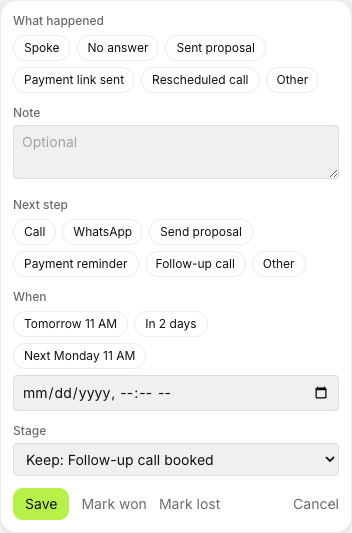 What happened
Spoke No answer Sent proposal
Payment link sent Rescheduled call Other
Note
Optional
Next step
Call WhatsApp Send proposal
Payment reminder Follow-up call Other
When
Tomorrow 11 AM In 2 days
Next Monday 11 AM
mm/dd/yyyy, --:-- --
Stage
Keep: Follow-up call booked
Save Mark won Mark lost Cancel